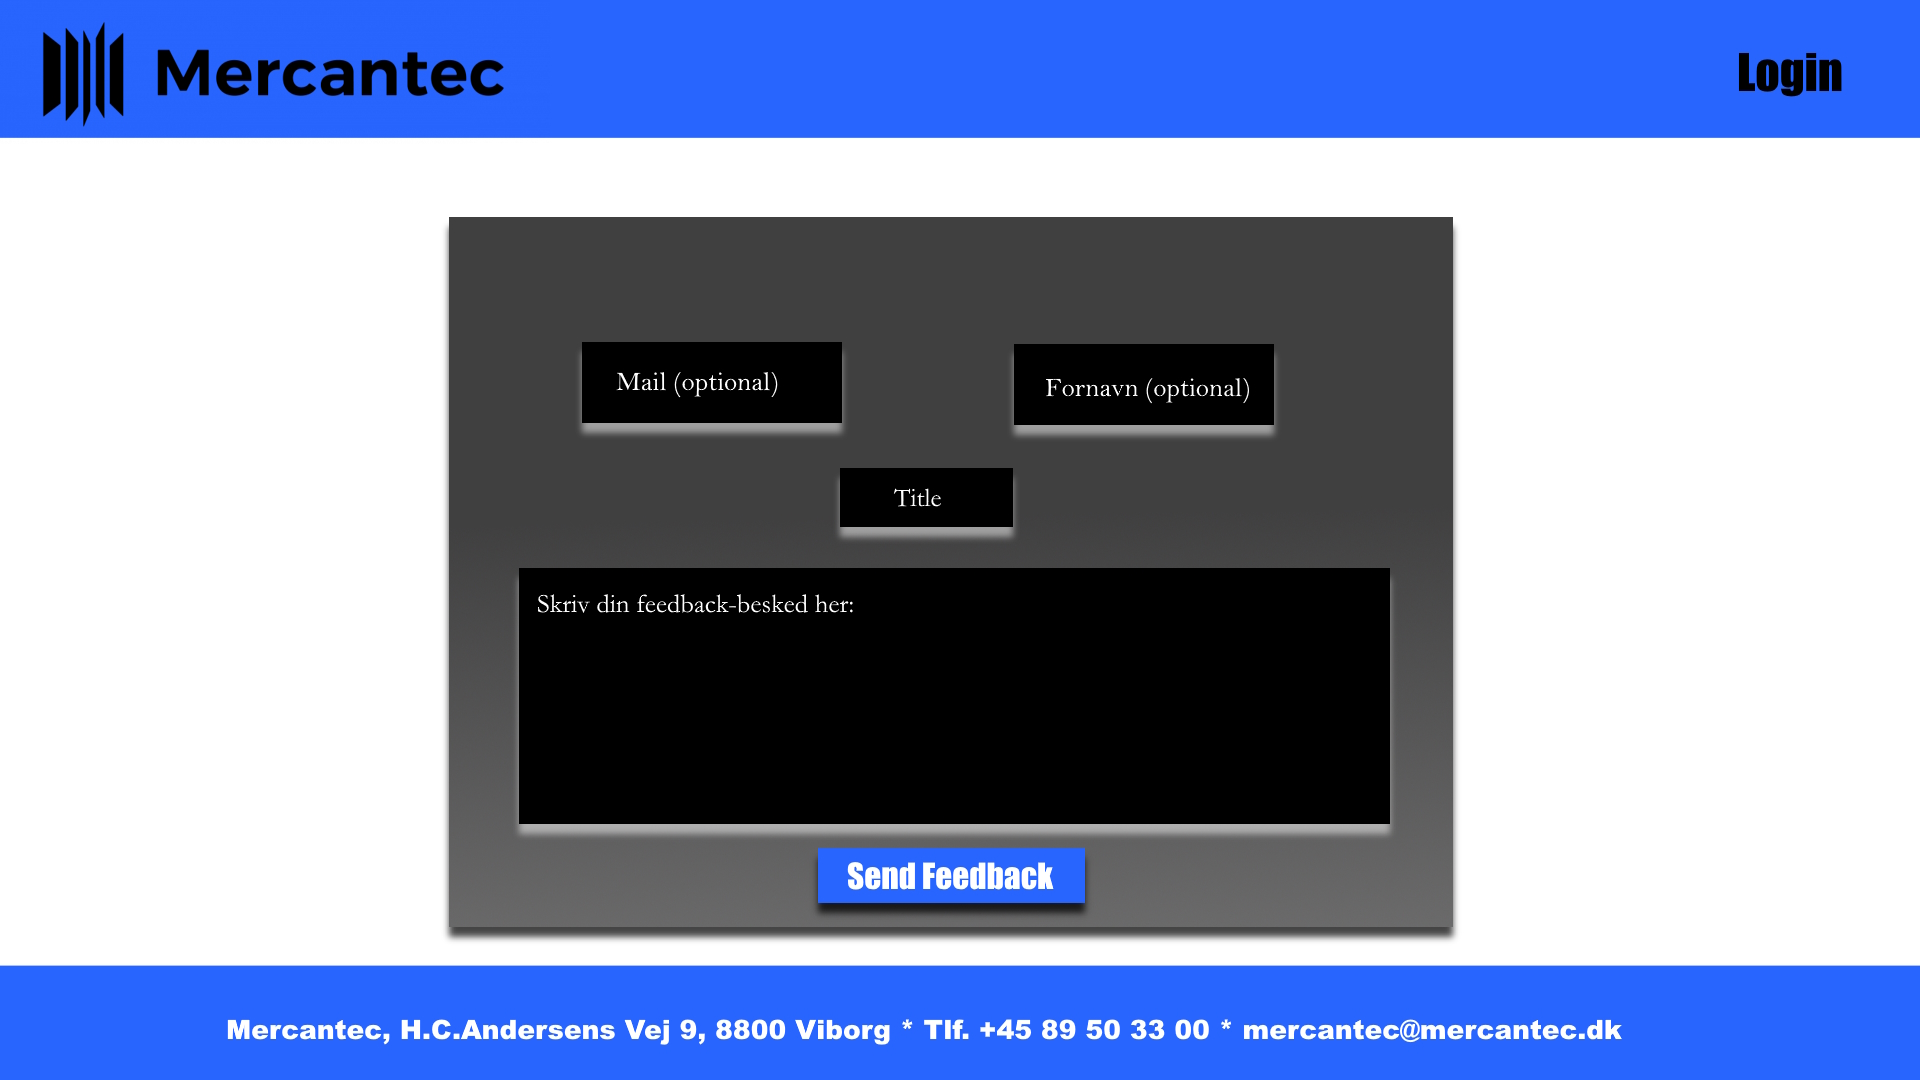 Mercantec
Login
Mail (optional)
Fornavn (optional)
Title
Skriv din feedback-besked her:
Send Feedback
Mercantec, H.C.Andersens Vej 9, 8800 Viborg * Tlf. +45 89 50 33 00 * mercantec@mercantec.dk